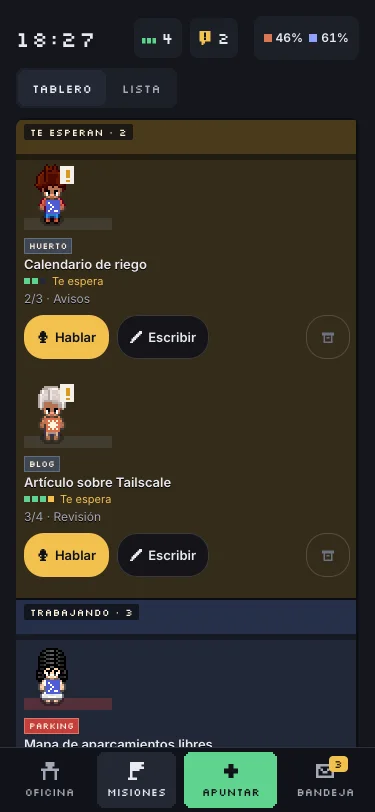 18:27
4
2
46% 61%
TABLERO LISTA
TE ESPERAN · 2
HUERTO
Calendario de riego
Te espera
2/3 · Avisos
Hablar Escribir
BLOG
Artículo sobre Tailscale
Te espera
3/4 · Revisión
Hablar Escribir
TRABAJANDO · 3
PARKING
Mapa de aparcamientos libres
OFICINA MISIONES APUNTAR 3 BANDEJA